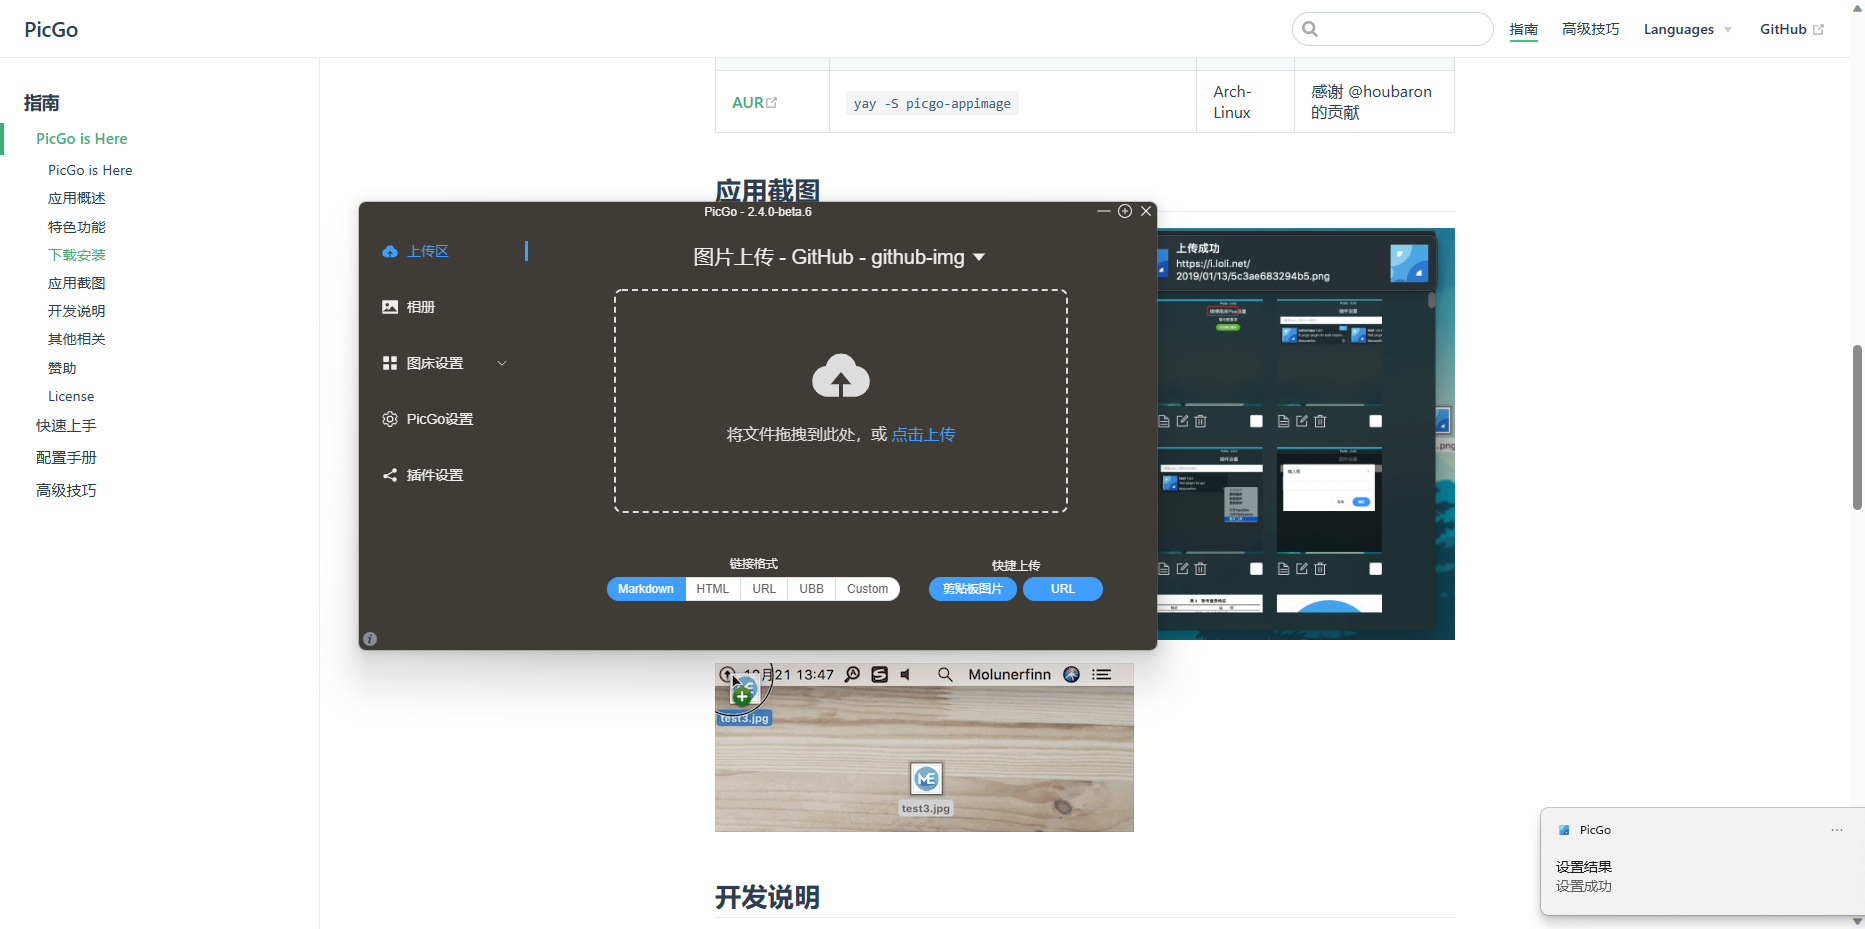 PicGo
指南
高级技巧
Languages
GitHub
指南
PicGo is Here
PicGo is Here
应用概述
特色功能
下载安装
应用截图
开发说明
其他相关
赞助
License
快速上手
配置手册
高级技巧
AUR
yay -S picgo-appimage
Arch-
Linux
感谢 @houbaron
的贡献
应用截图
PicGo - 2.4.0-beta.6
上传区
相册
图床设置
PicGo设置
插件设置
图片上传 - GitHub - github-img
将文件拖拽到此处，或 点击上传
链接格式
Markdown
HTML
URL
UBB
Custom
快捷上传
剪贴板图片
URL
上传成功
https://i.loli.net/
2019/01/13/5c3ae683294b5.png
.png
月21 13:47
Molunerfinn
test3.jpg
test3.jpg
开发说明
PicGo
设置结果
设置成功